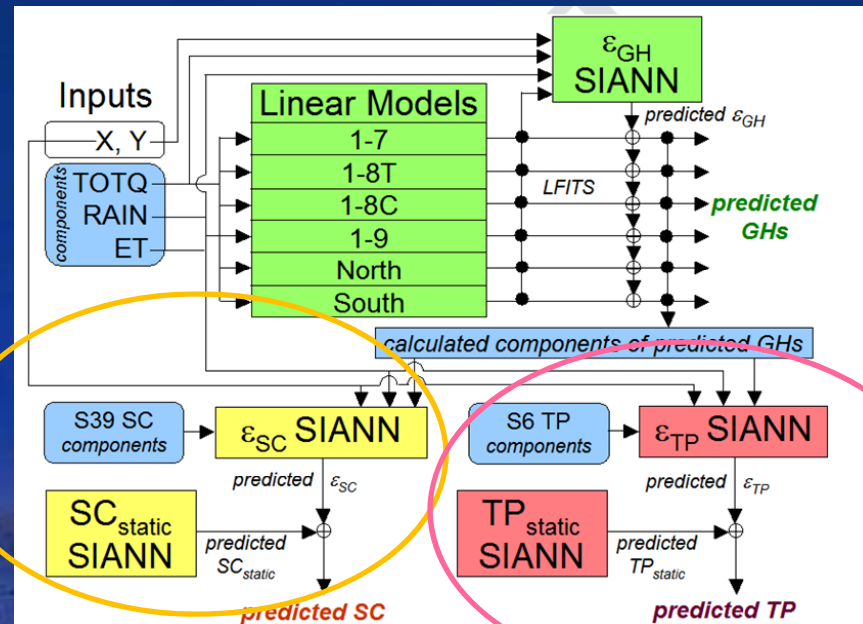 εGH
SIANN
Inputs
X, Y
components
TOTQ
RAIN
ET
Linear Models
1-7
1-8T
1-8C
1-9
North
South
predicted εGH
LFITS
predicted
GHs
calculated components of predicted GHs
S39 SC
components
εSC SIANN
S6 TP
components
εTP SIANN
predicted εSC
predicted εTP
SCstatic
SIANN
predicted
SCstatic
TPstatic
SIANN
predicted
TPstatic
predicted SC
predicted TP